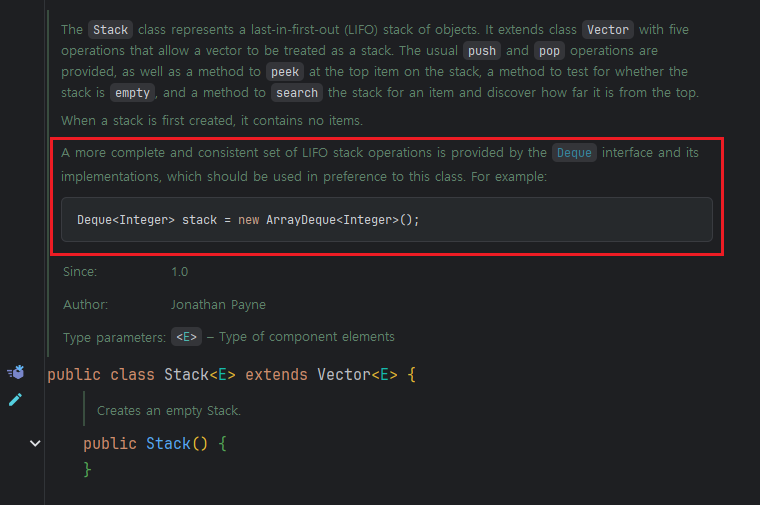 The Stack class represents a last-in-first-out (LIFO) stack of objects. It extends class Vector with five
operations that allow a vector to be treated as a stack. The usual push and pop operations are
provided, as well as a method to peek at the top item on the stack, a method to test for whether the
stack is empty, and a method to search the stack for an item and discover how far it is from the top.
When a stack is first created, it contains no items.
A more complete and consistent set of LIFO stack operations is provided by the Deque interface and its
implementations, which should be used in preference to this class. For example:
Deque<Integer> stack = new ArrayDeque<Integer>();
Since: 1.0
Author: Jonathan Payne
Type parameters: <E> – Type of component elements
public class Stack<E> extends Vector<E> {
Creates an empty Stack.
public Stack() {
}